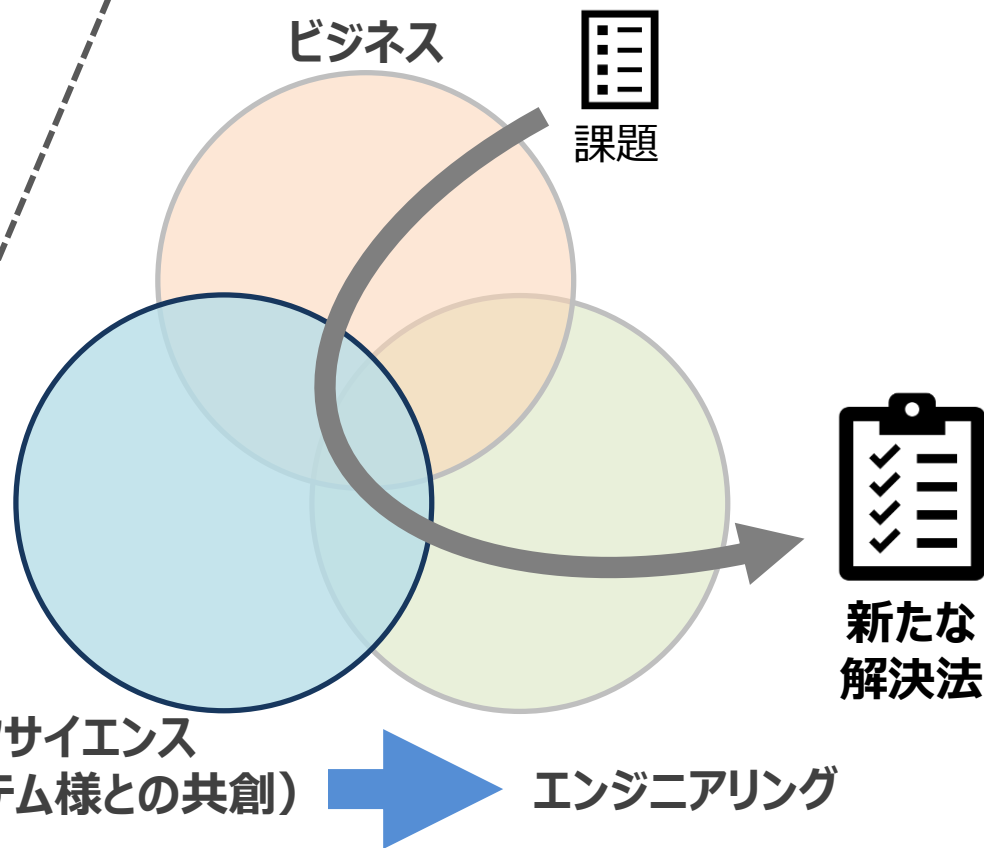 ビジネス
課題
新たな
解決法
サイエンス
テム様との共創）
エンジニアリング